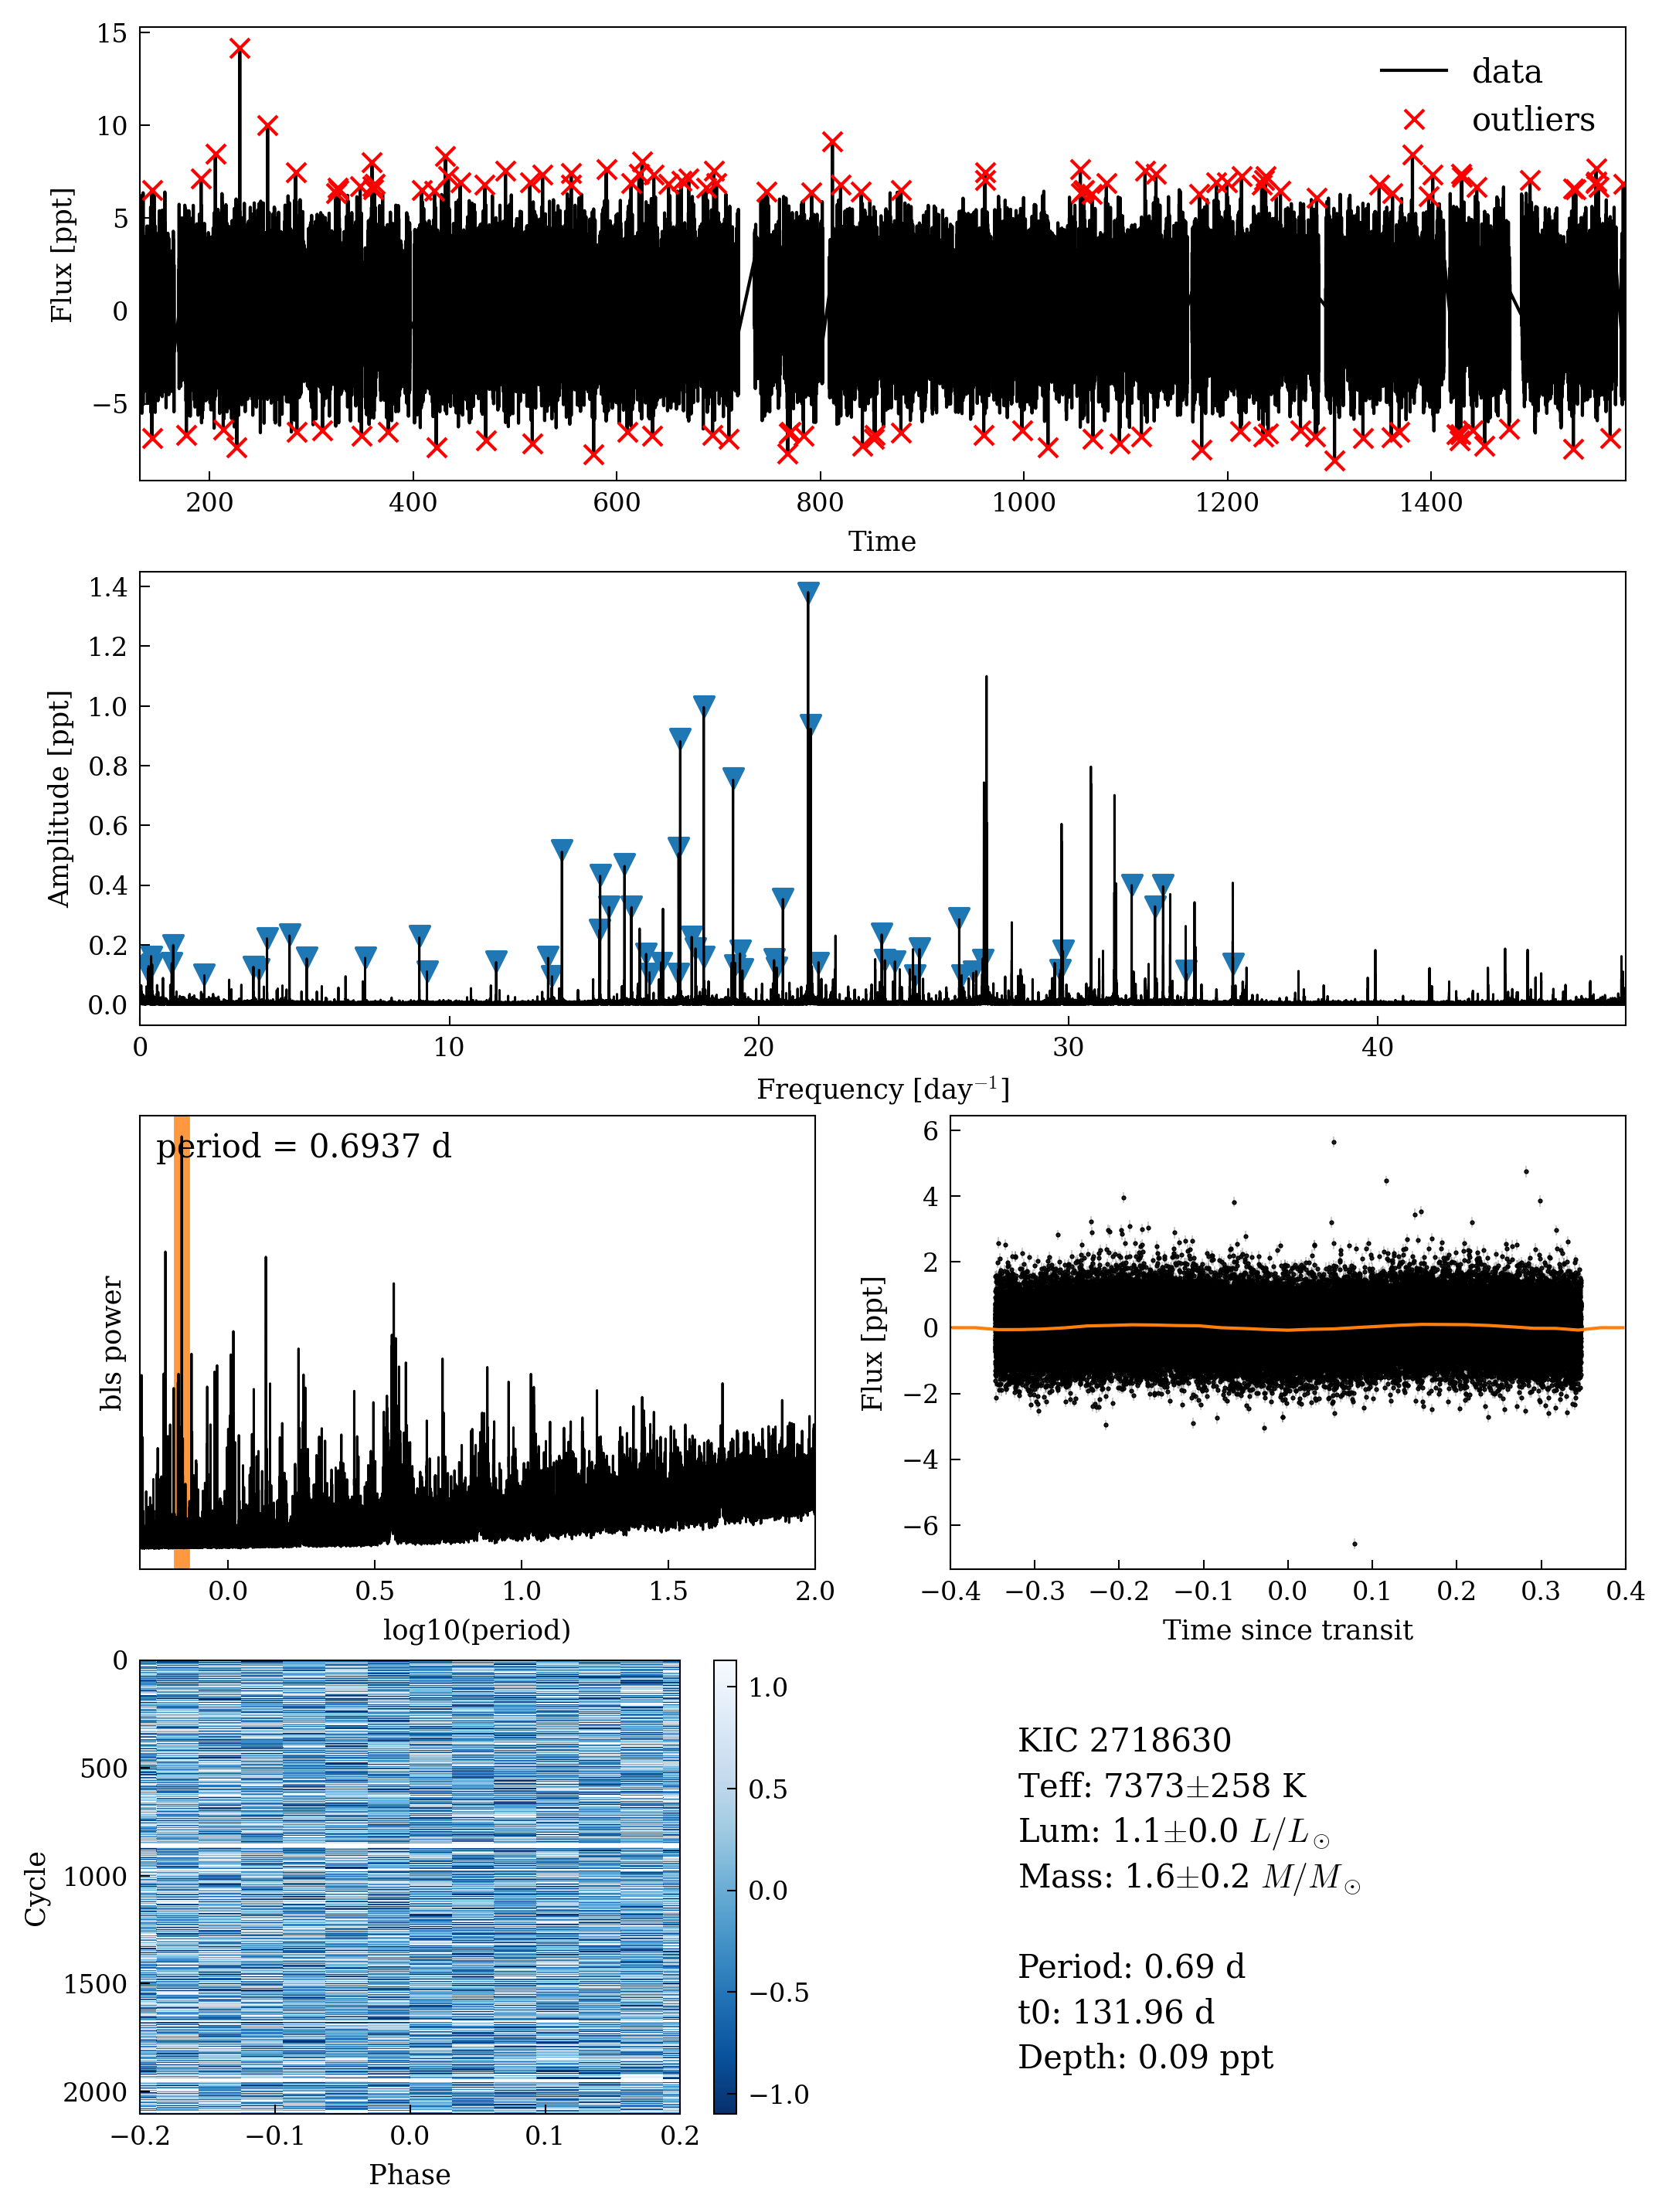 15
10
5
0
−5
Flux [ppt]
data
outliers
200 400 600 800 1000 1200 1400
Time
1.4
1.2
1.0
0.8
0.6
0.4
0.2
0.0
Amplitude [ppt]
0 10 20 30 40
Frequency [day⁻¹]
period = 0.6937 d
bls power
0.0 0.5 1.0 1.5 2.0
log10(period)
6
4
2
0
−2
−4
−6
Flux [ppt]
−0.4 −0.3 −0.2 −0.1 0.0 0.1 0.2 0.3 0.4
Time since transit
0
500
1000
1500
2000
Cycle
−0.2 −0.1 0.0 0.1 0.2
Phase
1.0
0.5
0.0
−0.5
−1.0
KIC 2718630
Teff: 7373±258 K
Lum: 1.1±0.0 L/L⊙
Mass: 1.6±0.2 M/M⊙
Period: 0.69 d
t0: 131.96 d
Depth: 0.09 ppt